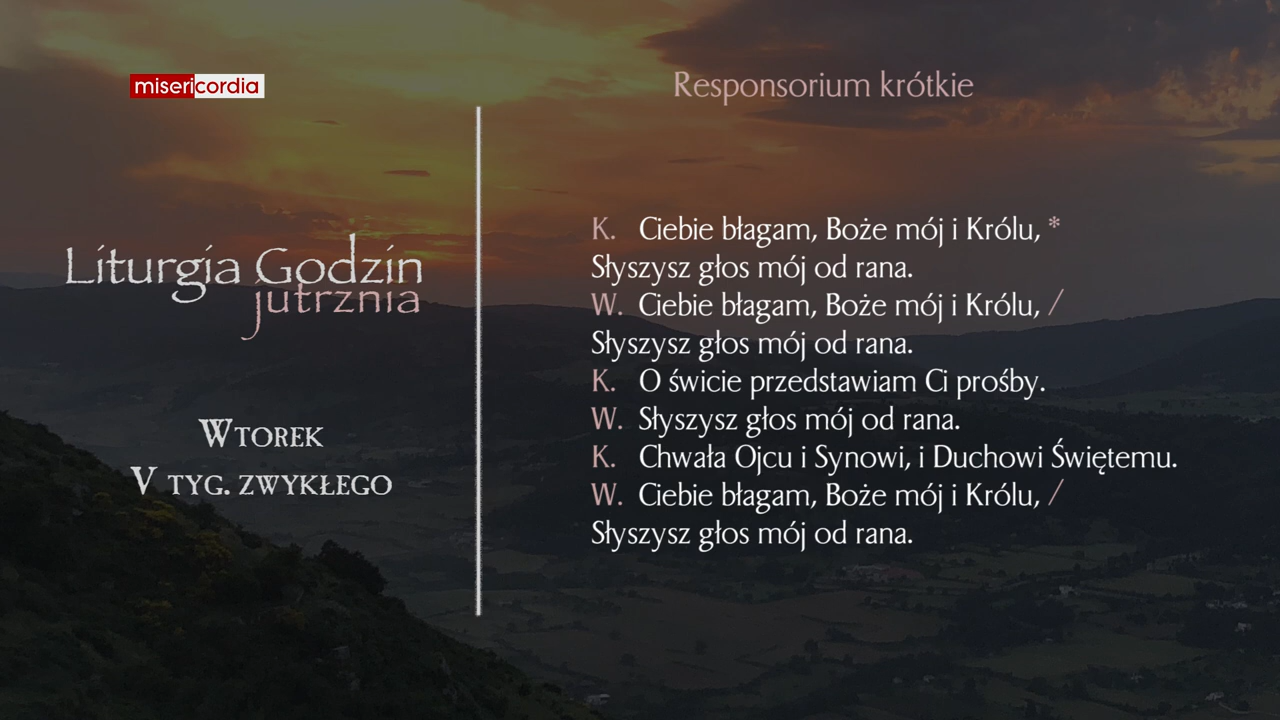 misericordia
Liturgia Godzin
jutrznia
Wtorek
V tyg. zwykłego
Responsorium krótkie
K. Ciebie błagam, Boże mój i Królu, *
Słyszysz głos mój od rana.
W. Ciebie błagam, Boże mój i Królu, /
Słyszysz głos mój od rana.
K. O świcie przedstawiam Ci prośby.
W. Słyszysz głos mój od rana.
K. Chwała Ojcu i Synowi, i Duchowi Świętemu.
W. Ciebie błagam, Boże mój i Królu, /
Słyszysz głos mój od rana.